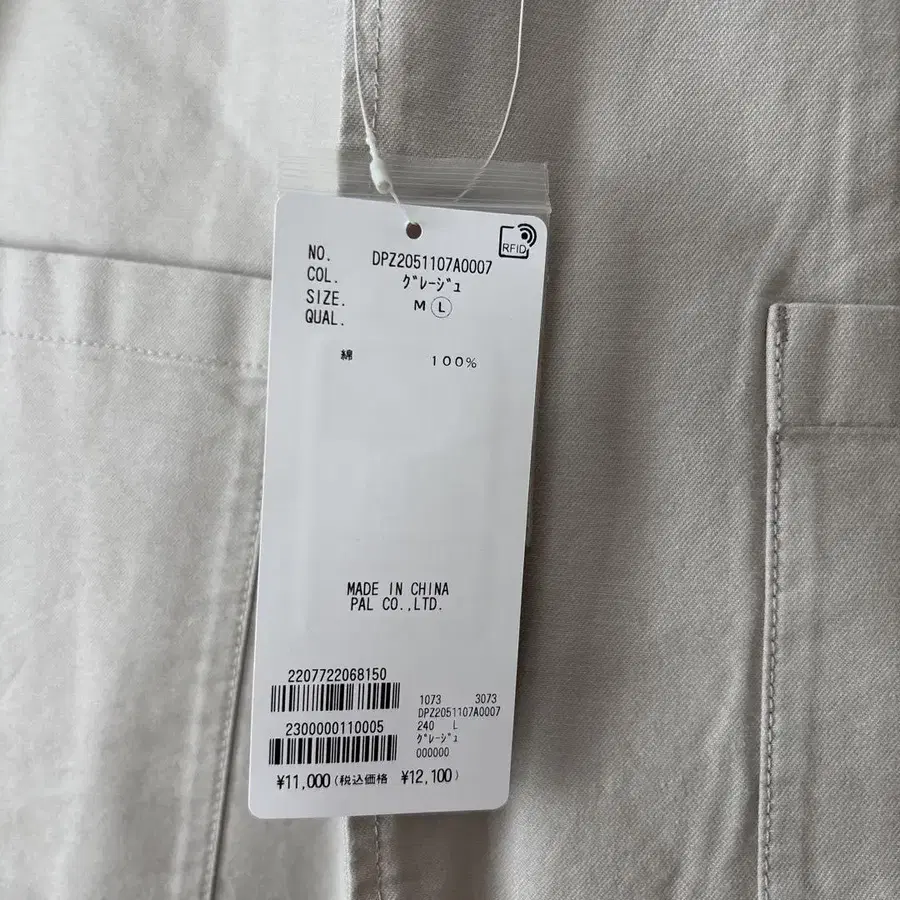 RFID
NO. DPZ2051107A0007
COL. グレージュ
SIZE. M L
QUAL.
綿 100%
MADE IN CHINA
PAL CO.,LTD.
2207722068150
2300000110005
1073 3073
DPZ2051107A0007
240 L
グレージュ
000000
¥11,000(税込価格 ¥12,100)